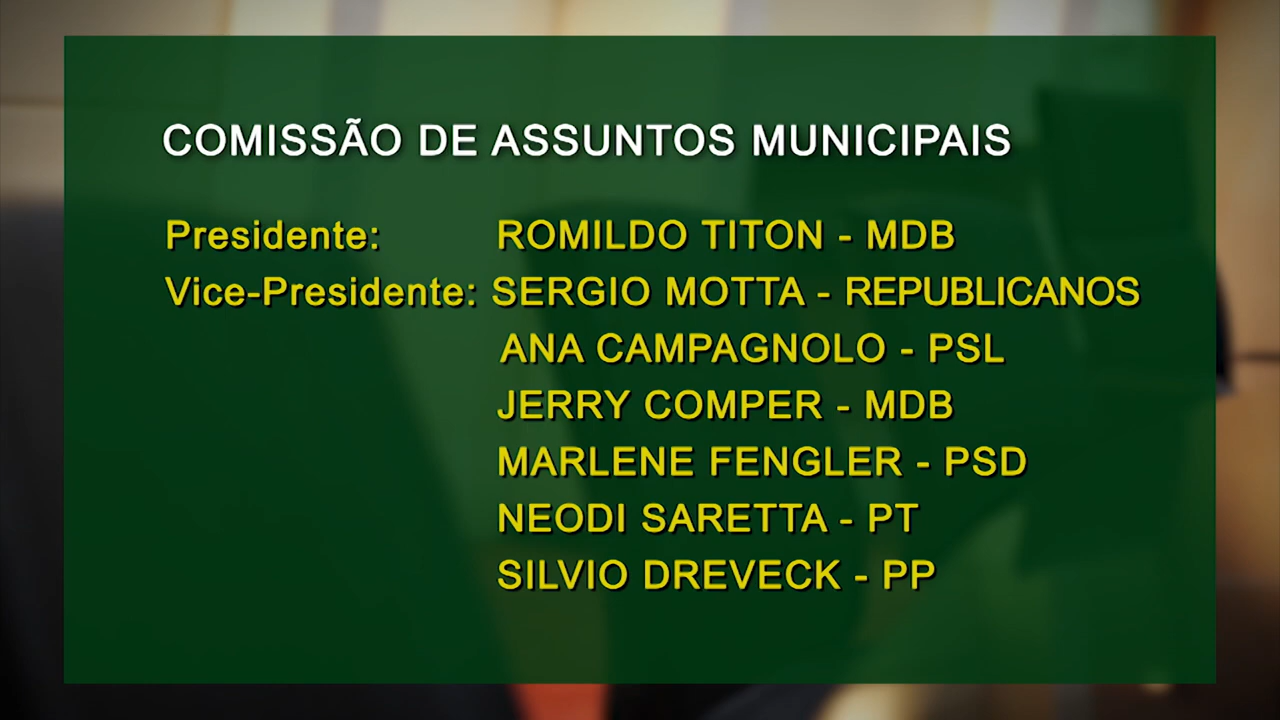 COMISSÃO DE ASSUNTOS MUNICIPAIS
Presidente: ROMILDO TITON - MDB
Vice-Presidente: SERGIO MOTTA - REPUBLICANOS
ANA CAMPAGNOLO - PSL
JERRY COMPER - MDB
MARLENE FENGLER - PSD
NEODI SARETTA - PT
SILVIO DREVECK - PP